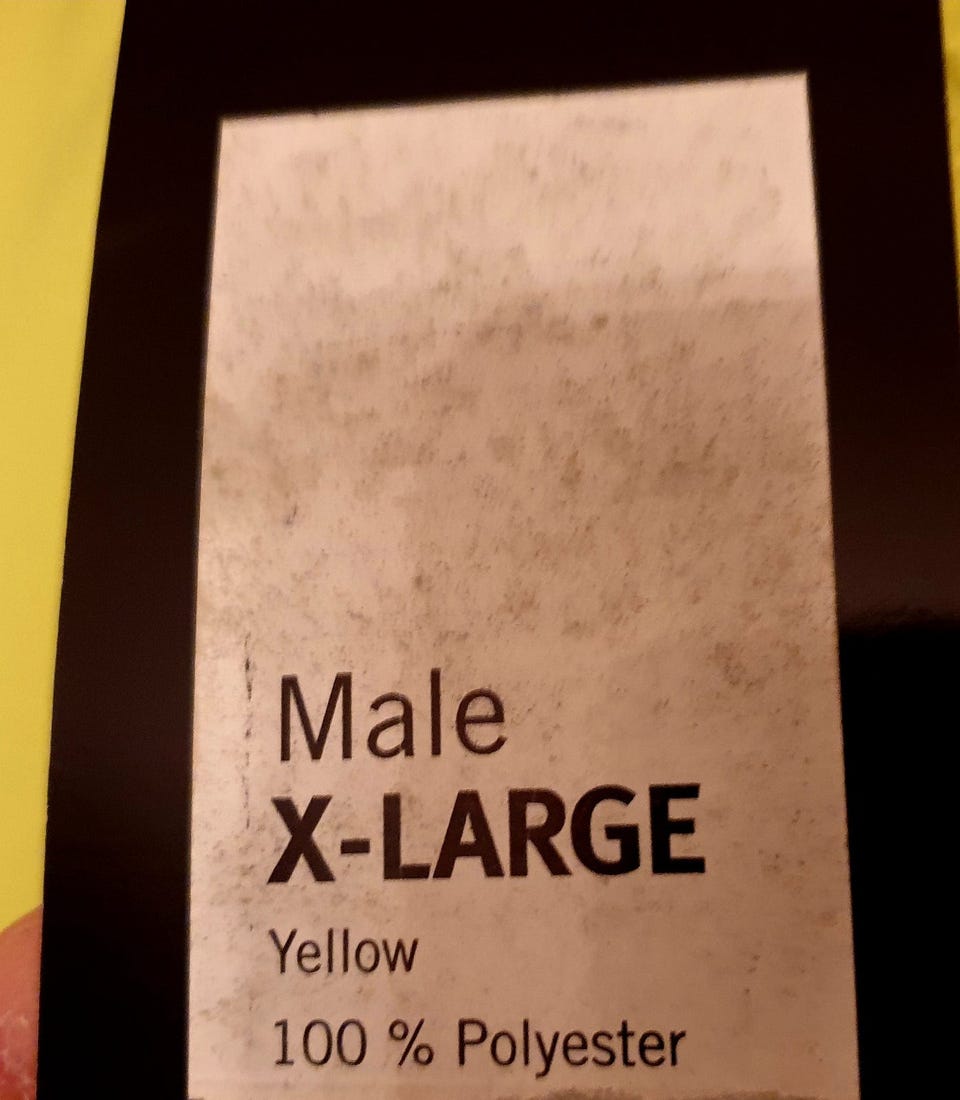 Male
X-LARGE
Yellow
100 % Polyester